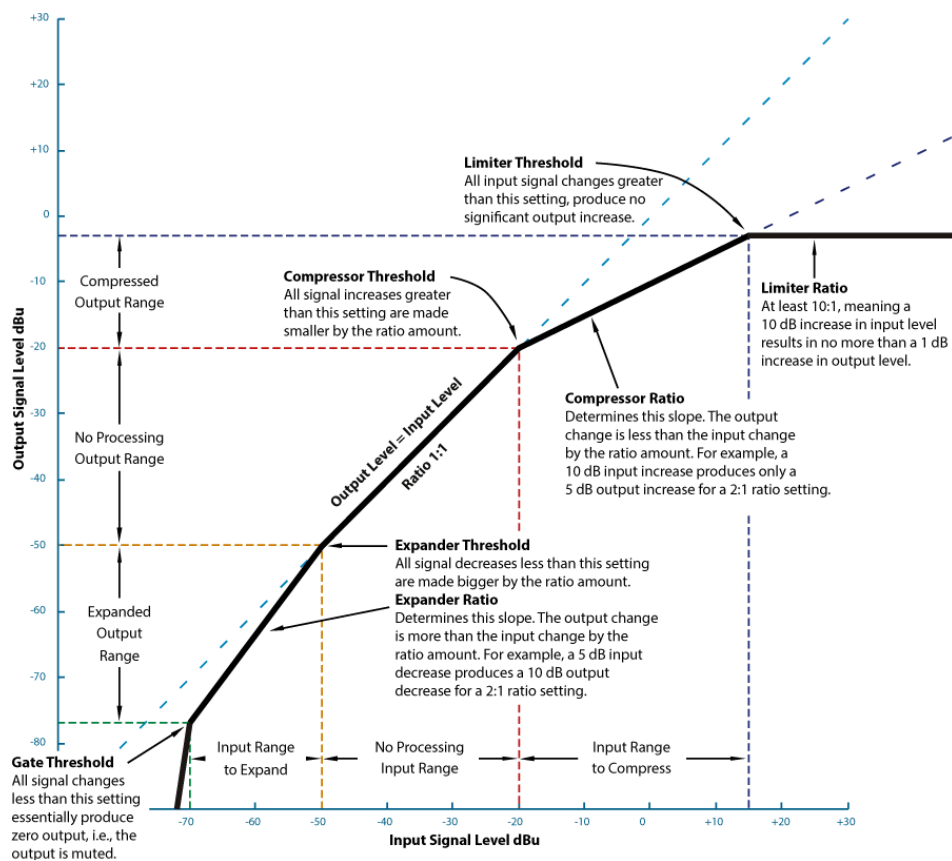 +30
+20
+10
0
-10
-20
-30
-40
-50
-60
-70
-80
Output Signal Level dBu
Limiter Threshold
All input signal changes greater
than this setting, produce no
significant output increase.
Compressed
Output Range
Compressor Threshold
All signal increases greater
than this setting are made
smaller by the ratio amount.
Limiter Ratio
At least 10:1, meaning a
10 dB increase in input level
results in no more than a 1 dB
increase in output level.
No Processing
Output Range
Output Level = Input Level
Ratio 1:1
Compressor Ratio
Determines this slope. The output
change is less than the input change
by the ratio amount. For example, a
10 dB input increase produces only a
5 dB output increase for a 2:1 ratio setting.
Expander Threshold
All signal decreases less than this setting
are made bigger by the ratio amount.
Expander Ratio
Determines this slope. The output change
is more than the input change by the
ratio amount. For example, a 5 dB input
decrease produces a 10 dB output
decrease for a 2:1 ratio setting.
Expanded
Output
Range
Gate Threshold
All signal changes
less than this setting
essentially produce
zero output, i.e., the
output is muted.
Input Range
to Expand
No Processing
Input Range
Input Range
to Compress
-70
-60
-50
-40
-30
-20
-10
0
+10
+20
+30
Input Signal Level dBu